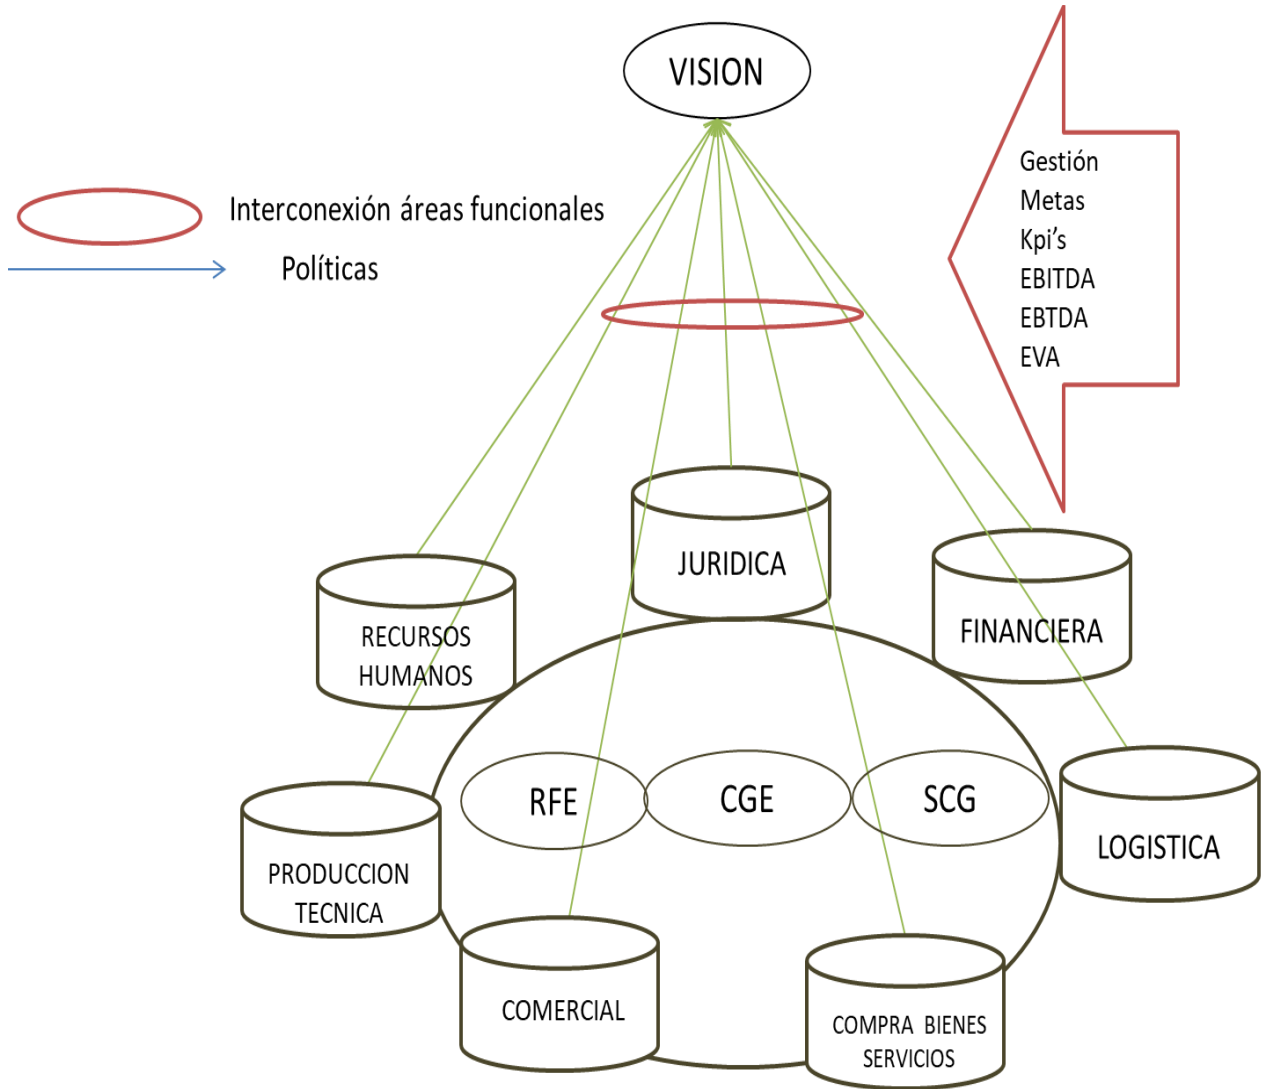 VISION
Gestión
Metas
Kpi's
EBITDA
EBTDA
EVA
Interconexión áreas funcionales
Políticas
JURIDICA
RECURSOS
HUMANOS
FINANCIERA
RFE
CGE
SCG
PRODUCCION
TECNICA
LOGISTICA
COMERCIAL
COMPRA BIENES
SERVICIOS